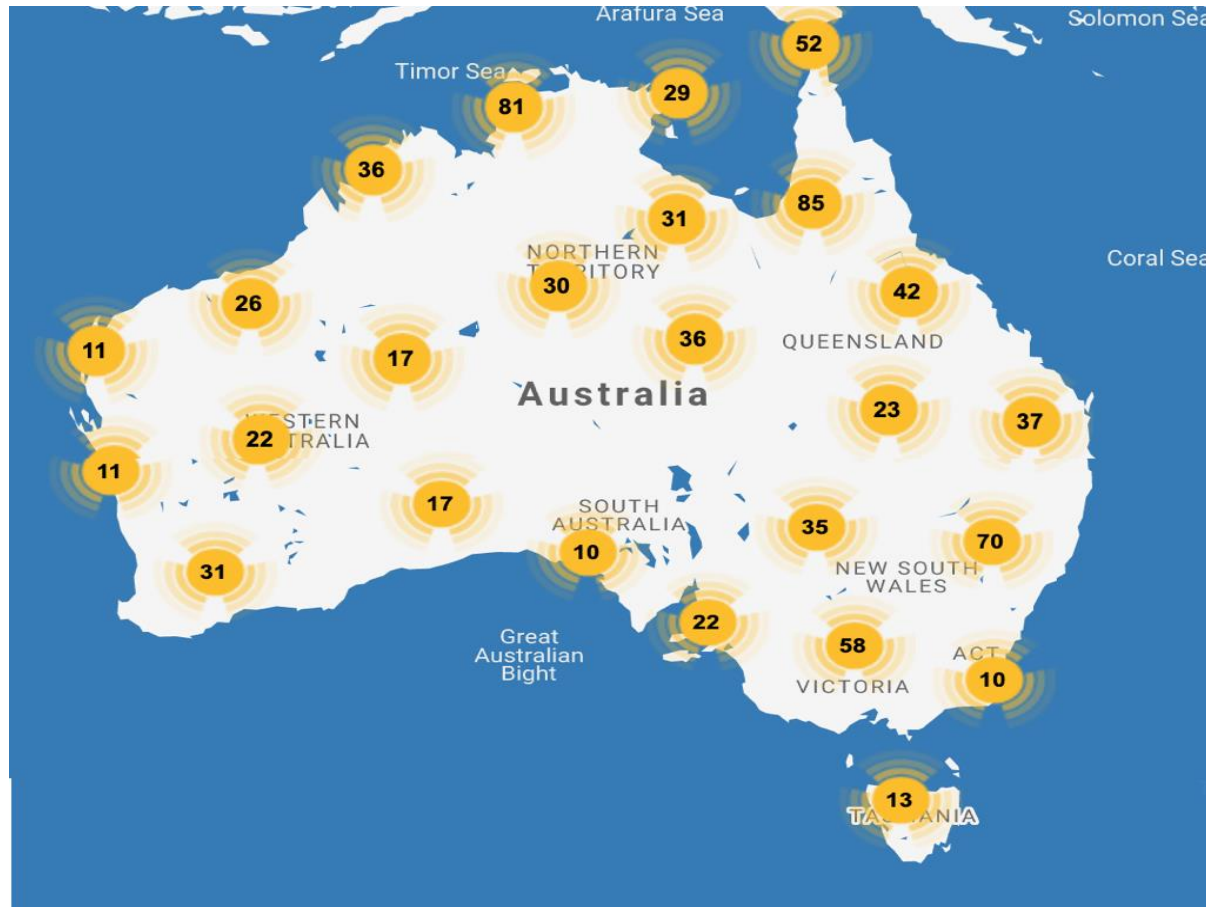 Arafura Sea
Solomon Sea
52
Timor Sea
81
29
36
85
31
NORTHERN
TERRITORY
30
Coral Sea
42
26
36
QUEENSLAND
11
17
Australia
23
37
WESTERN
AUSTRALIA
22
11
17
SOUTH
AUSTRALIA
35
10
70
NEW SOUTH
WALES
31
22
Great
Australian
Bight
58
ACT
10
VICTORIA
13
TASMANIA